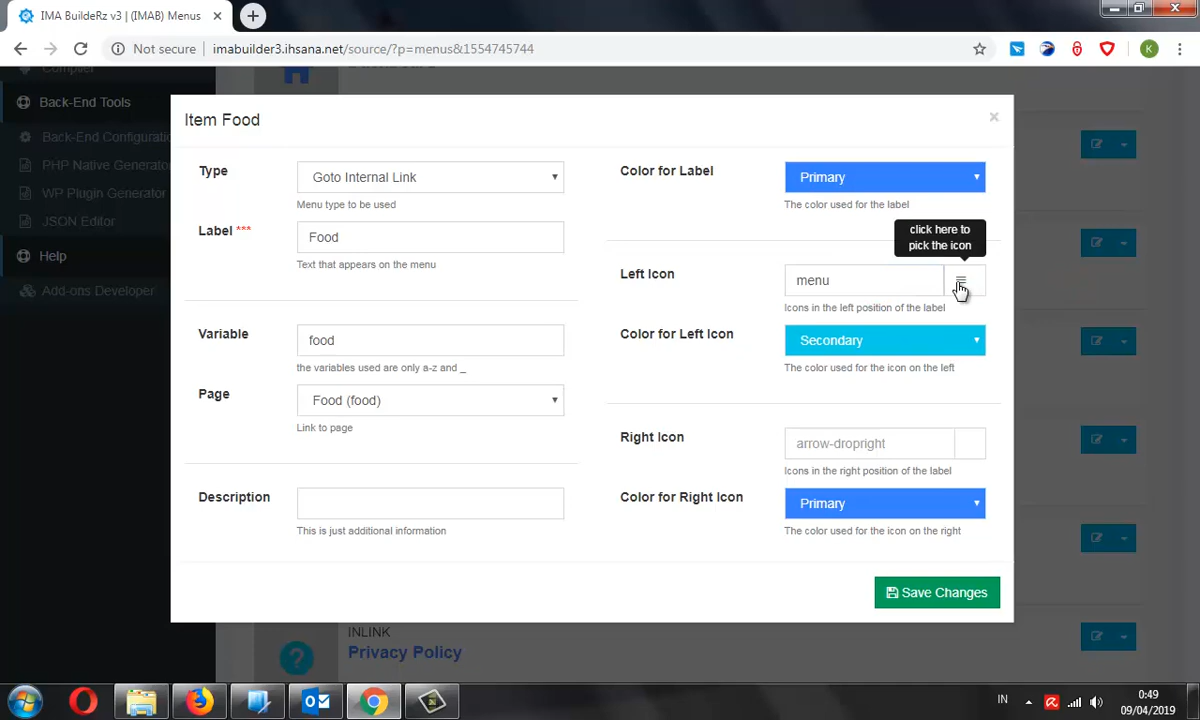 IMA BuildeRz v3 | (IMAB) Menus
Not secure
imabuilder3.ihsana.net/source/?p=menus&1554745744
K
Compiler
Back-End Tools
Back-End Configuratio
PHP Native Generator
WP Plugin Generator
JSON Editor
Help
Add-ons Developer
Item Food
×
Type
Goto Internal Link
Menu type to be used
Label ***
Food
Text that appears on the menu
Variable
food
the variables used are only a-z and _
Page
Food (food)
Link to page
Description
This is just additional information
Color for Label
Primary
The color used for the label
click here to
pick the icon
Left Icon
menu
Icons in the left position of the label
Color for Left Icon
Secondary
The color used for the icon on the left
Right Icon
arrow-dropright
Icons in the right position of the label
Color for Right Icon
Primary
The color used for the icon on the right
Save Changes
INLINK
Privacy Policy
IN
0:49
09/04/2019